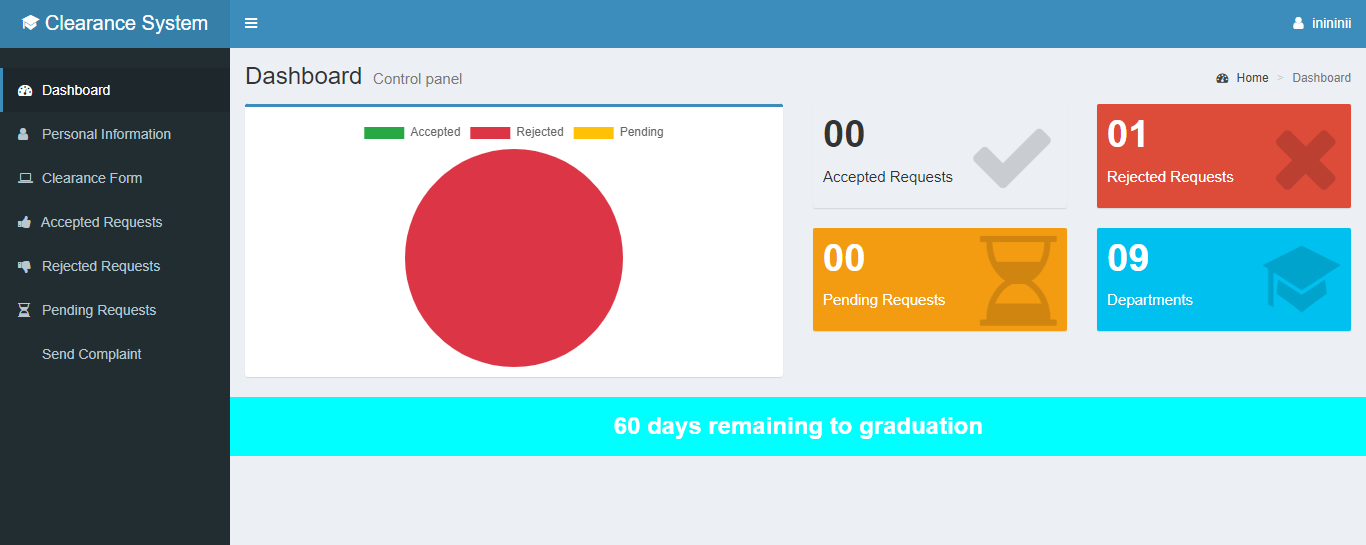 Clearance System
inininii
Dashboard
Personal Information
Clearance Form
Accepted Requests
Rejected Requests
Pending Requests
Send Complaint
Dashboard Control panel
Home > Dashboard
Accepted Rejected Pending
00
Accepted Requests
01
Rejected Requests
00
Pending Requests
09
Departments
60 days remaining to graduation